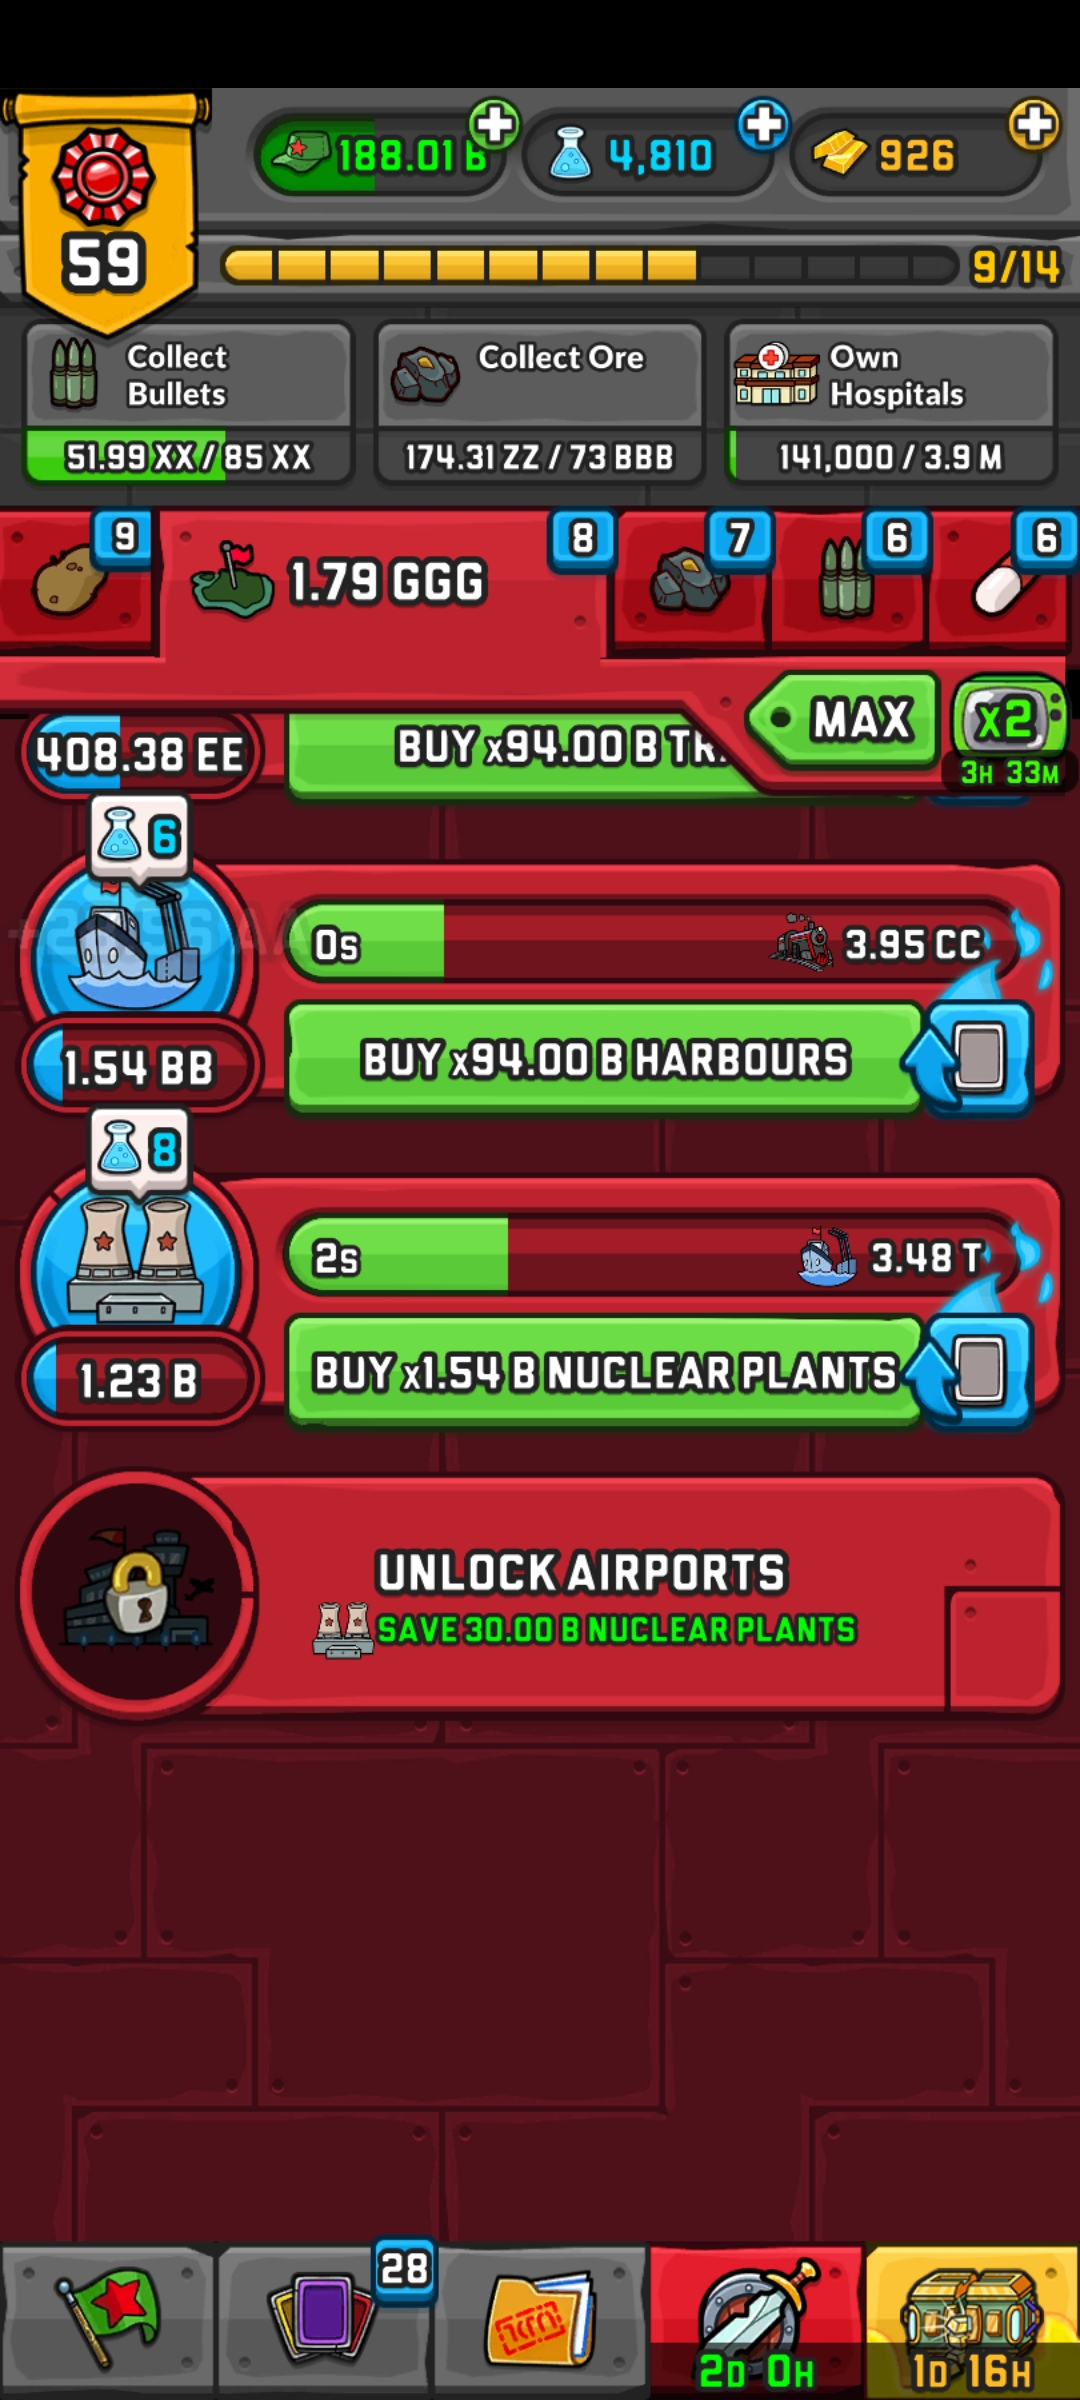 188.01 B
4,810
926
59
9/14
Collect
Bullets
51.99 XX / 85 XX
Collect Ore
174.31 ZZ / 73 BBB
Own
Hospitals
141,000 / 3.9 M
9
1.79 GGG
8
7
6
6
MAX
x2
3H 33M
408.38 EE
BUY x94.00 B
6
0s
3.95 CC
1.54 BB
BUY x94.00 B HARBOURS
8
2s
3.48 T
1.23 B
BUY x1.54 B NUCLEAR PLANTS
UNLOCK AIRPORTS
SAVE 30.00 B NUCLEAR PLANTS
28
2D 0H
1D 16H